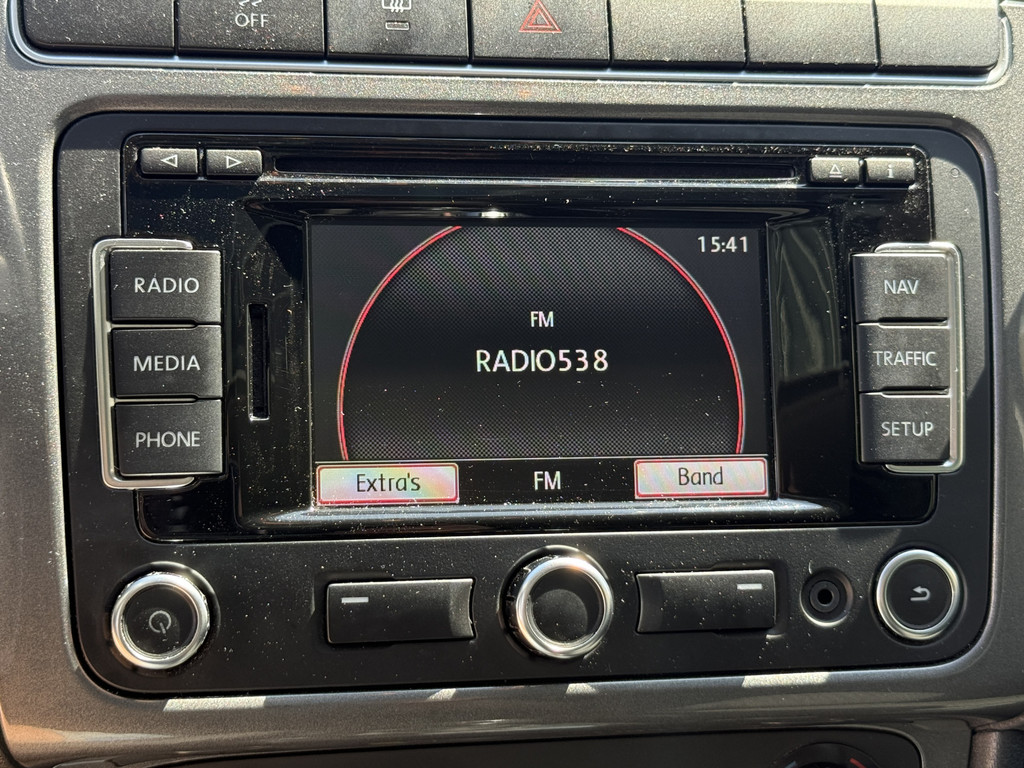 OFF
15:41
RADIO
MEDIA
PHONE
FM
RADIO538
Extra's
FM
Band
NAV
TRAFFIC
SETUP
i